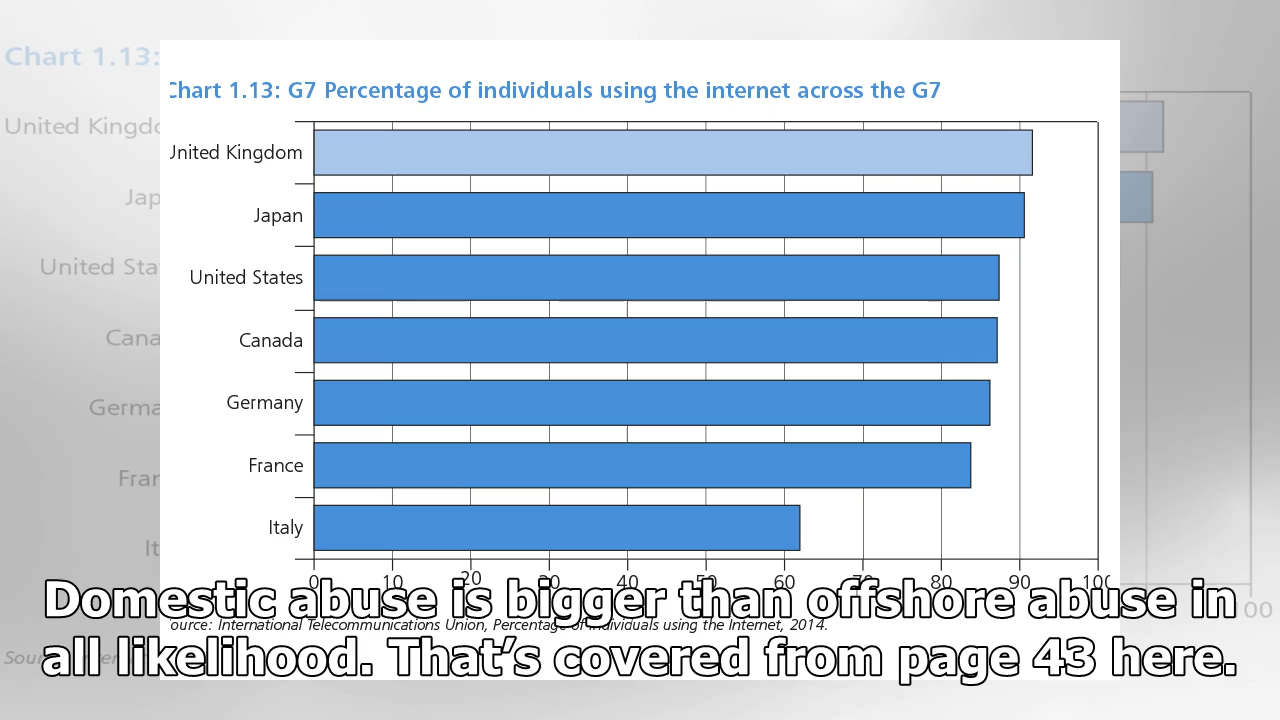 Chart 1.13:
Chart 1.13: G7 Percentage of individuals using the internet across the G7
United Kingdom
Japan
United States
Canada
Germany
France
Italy
0 10 20 30 40 50 60 70 80 90 100
Source: International Telecommunications Union, Percentage of individuals using the Internet, 2014.
Domestic abuse is bigger than offshore abuse in
all likelihood. That’s covered from page 43 here.